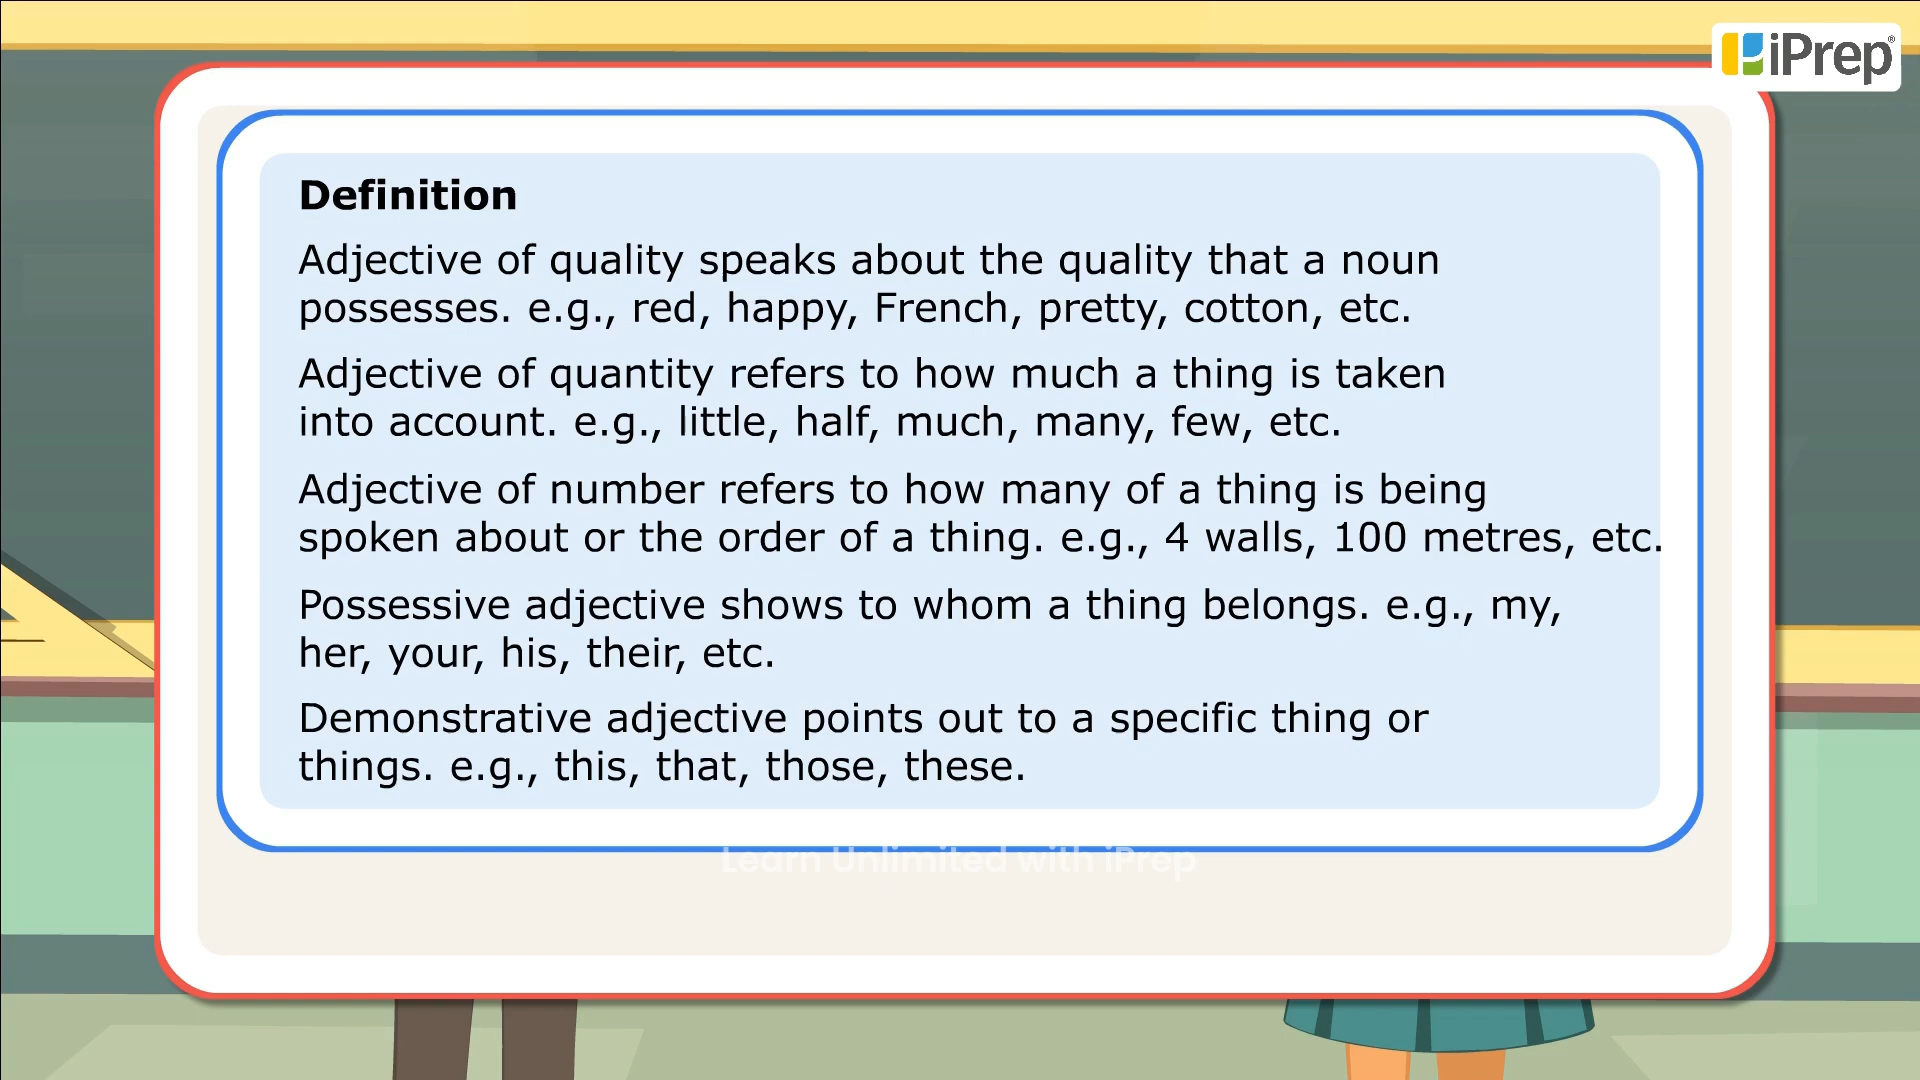 iPrep®
Definition
Adjective of quality speaks about the quality that a noun
possesses. e.g., red, happy, French, pretty, cotton, etc.
Adjective of quantity refers to how much a thing is taken
into account. e.g., little, half, much, many, few, etc.
Adjective of number refers to how many of a thing is being
spoken about or the order of a thing. e.g., 4 walls, 100 metres, etc.
Possessive adjective shows to whom a thing belongs. e.g., my,
her, your, his, their, etc.
Demonstrative adjective points out to a specific thing or
things. e.g., this, that, those, these.
Learn Unlimited with iPrep